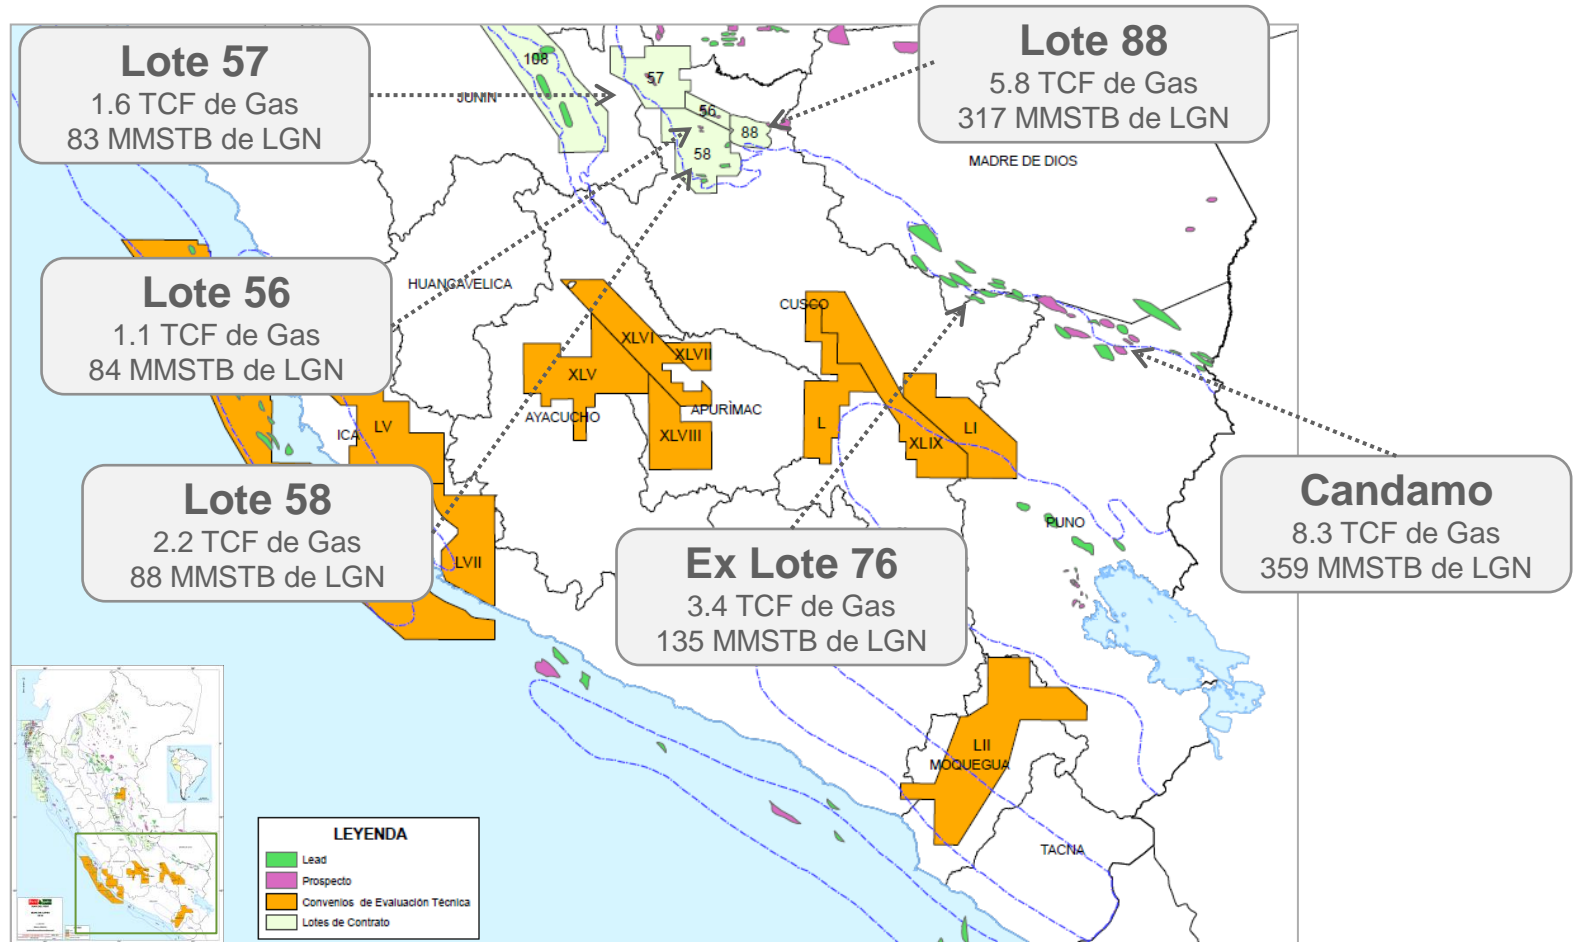 Lote 57
1.6 TCF de Gas
83 MMSTB de LGN
Lote 88
5.8 TCF de Gas
317 MMSTB de LGN
108
57
JUNIN
56
88
58
MADRE DE DIOS
Lote 56
1.1 TCF de Gas
84 MMSTB de LGN
HUANCAVELICA
CUSCO
XLVI
XLVII
XLV
AYACUCHO
APURÌMAC
XLVIII
ICA
LV
L
XLIX
LI
Lote 58
2.2 TCF de Gas
88 MMSTB de LGN
LVII
Candamo
8.3 TCF de Gas
359 MMSTB de LGN
PUNO
Ex Lote 76
3.4 TCF de Gas
135 MMSTB de LGN
LII
MOQUEGUA
TACNA
LEYENDA
Lead
Prospecto
Convenios de Evaluación Técnica
Lotes de Contrato